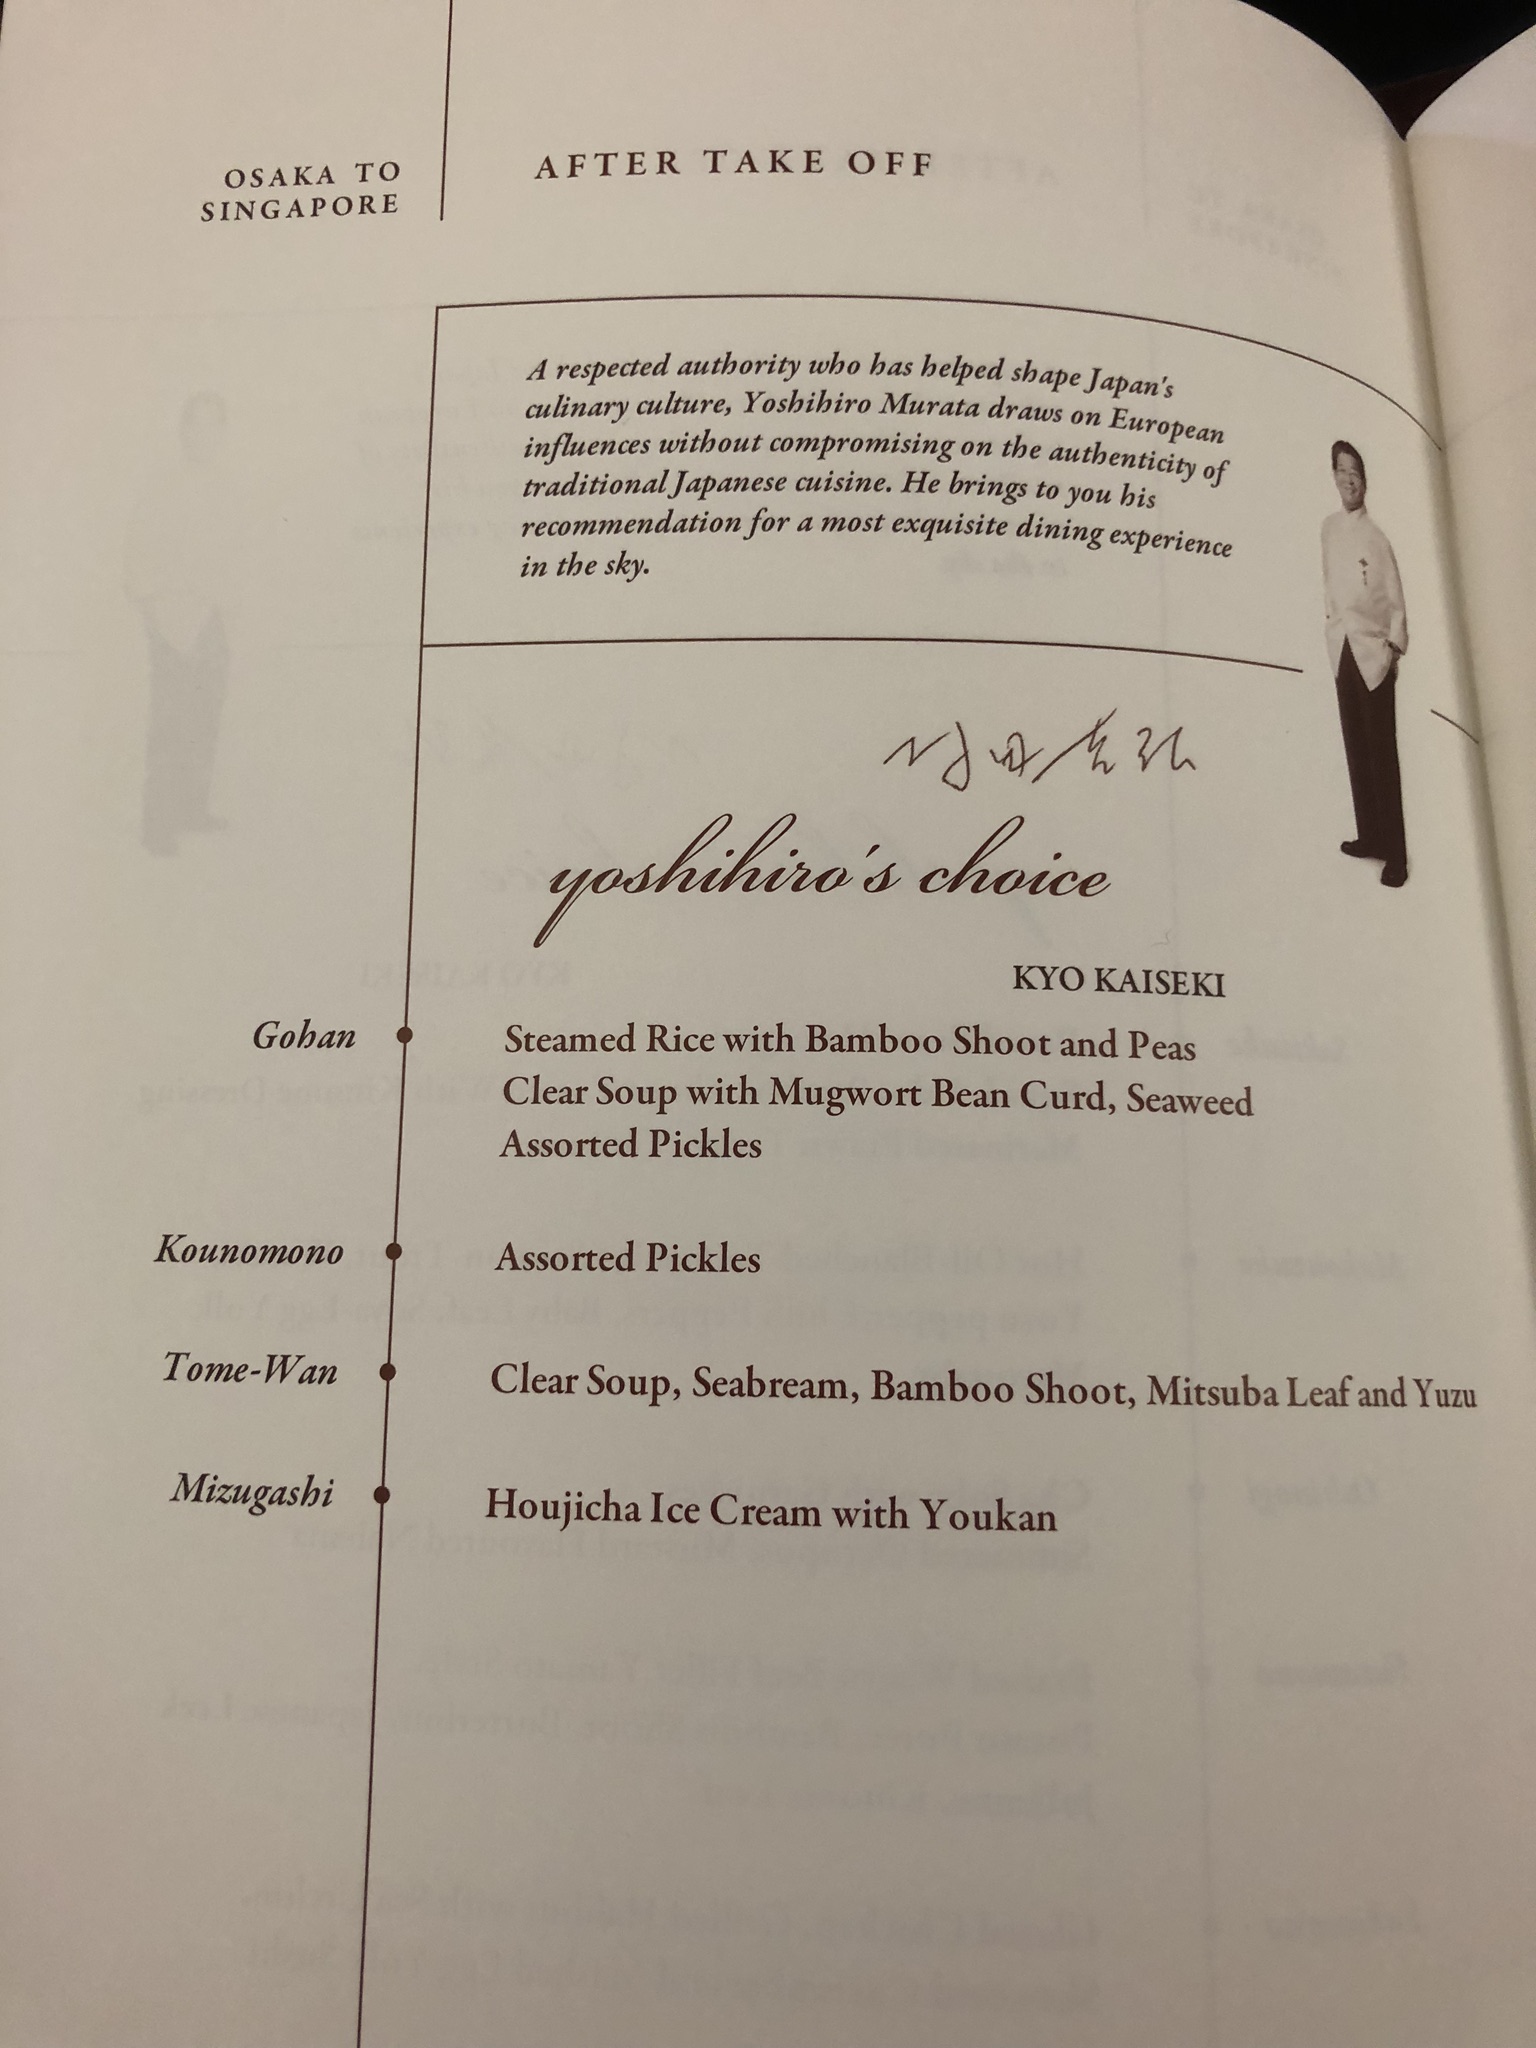 OSAKA TO
SINGAPORE
AFTER TAKE OFF
A respected authority who has helped shape Japan's
culinary culture, Yoshihiro Murata draws on European
influences without compromising on the authenticity of
traditional Japanese cuisine. He brings to you his
recommendation for a most exquisite dining experience
in the sky.
yoshihiro's choice
KYO KAISEKI
Gohan
Steamed Rice with Bamboo Shoot and Peas
Clear Soup with Mugwort Bean Curd, Seaweed
Assorted Pickles
Kounomono
Assorted Pickles
Tome-Wan
Clear Soup, Seabream, Bamboo Shoot, Mitsuba Leaf and Yuzu
Mizugashi
Houjicha Ice Cream with Youkan